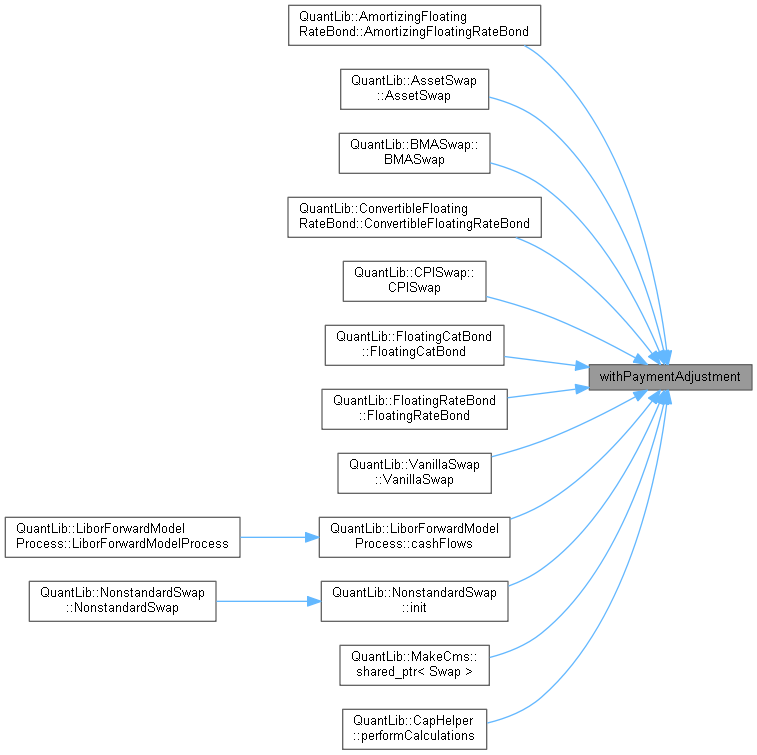 QuantLib::AmortizingFloating
RateBond::AmortizingFloatingRateBond
QuantLib::AssetSwap
::AssetSwap
QuantLib::BMASwap::
BMASwap
QuantLib::ConvertibleFloating
RateBond::ConvertibleFloatingRateBond
QuantLib::CPISwap::
CPISwap
QuantLib::FloatingCatBond
::FloatingCatBond
withPaymentAdjustment
QuantLib::FloatingRateBond
::FloatingRateBond
QuantLib::VanillaSwap
::VanillaSwap
QuantLib::LiborForwardModel
Process::LiborForwardModelProcess
QuantLib::LiborForwardModel
Process::cashFlows
QuantLib::NonstandardSwap
::NonstandardSwap
QuantLib::NonstandardSwap
::init
QuantLib::MakeCms::
shared_ptr< Swap >
QuantLib::CapHelper
::performCalculations